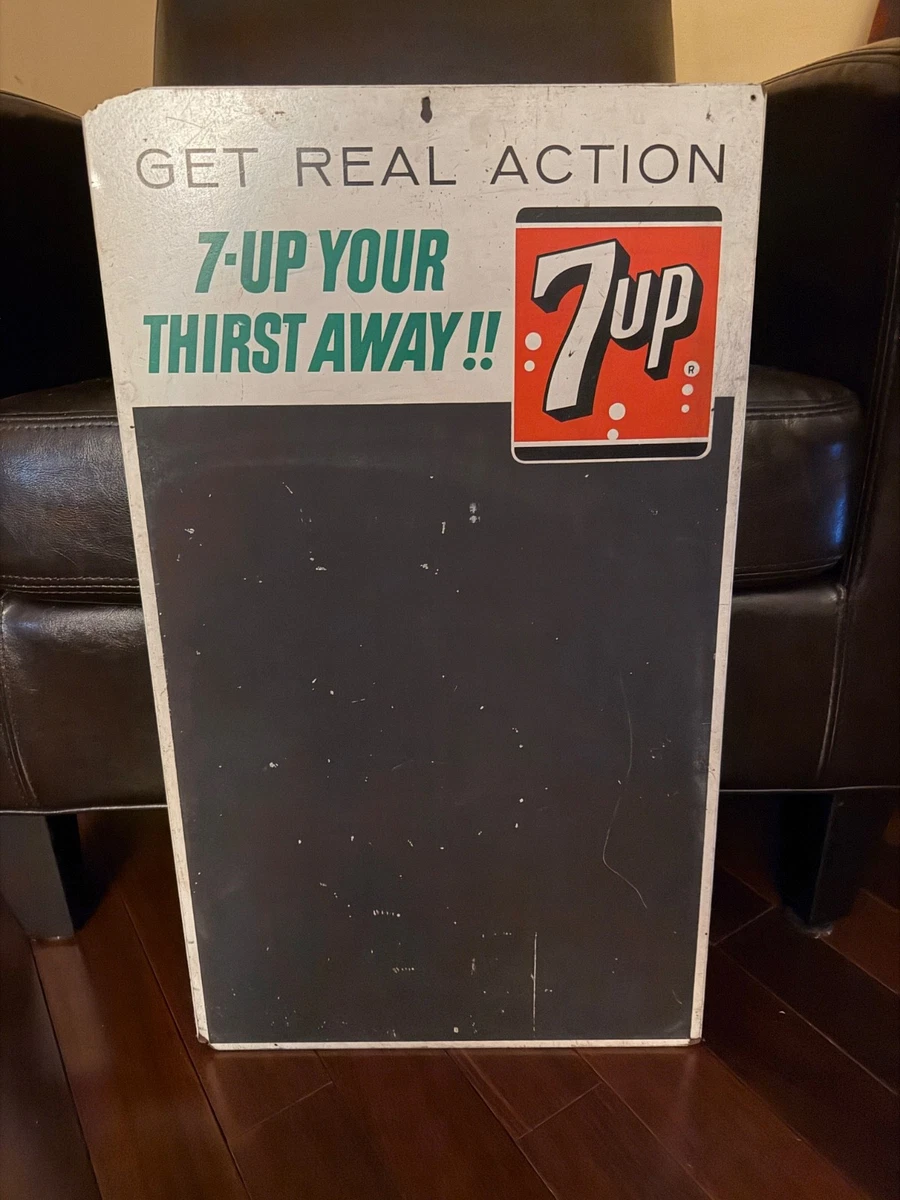 GET REAL ACTION
7-UP YOUR
THIRST AWAY!!
7up
®